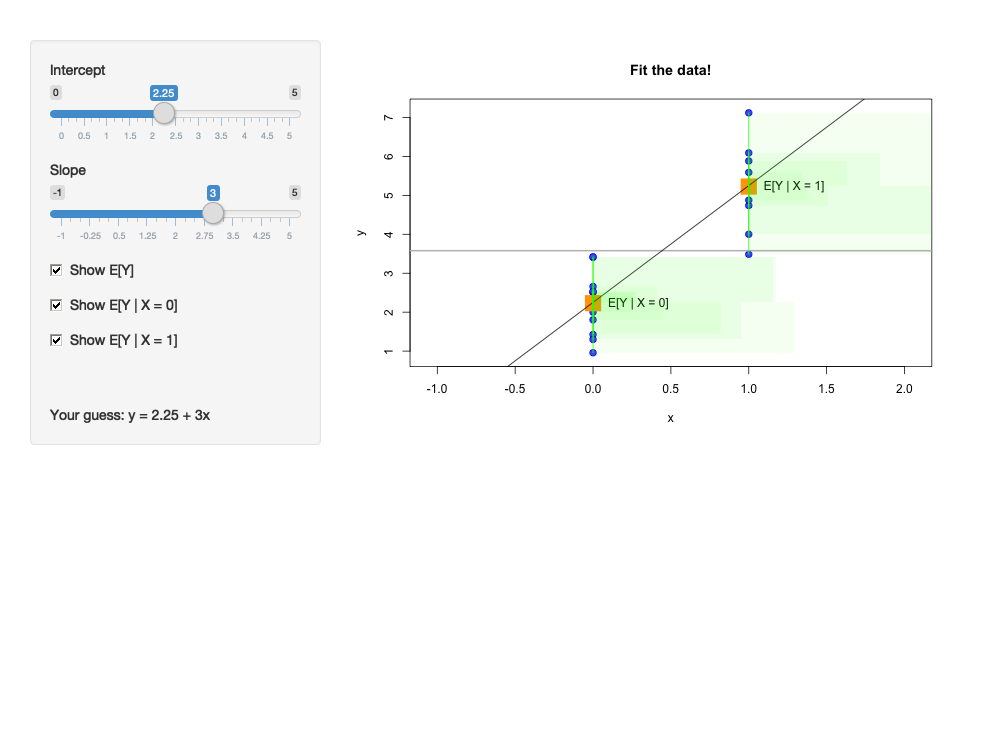 Intercept
0 2.25 5
0 0.5 1 1.5 2 2.5 3 3.5 4 4.5 5
Slope
-1 3 5
-1 -0.25 0.5 1.25 2 2.75 3.5 4.25 5
Show E[Y]
Show E[Y | X = 0]
Show E[Y | X = 1]
Your guess: y = 2.25 + 3x
Fit the data!
7
6
5
4
3
2
1
y
E[Y | X = 1]
E[Y | X = 0]
-1.0 -0.5 0.0 0.5 1.0 1.5 2.0
x